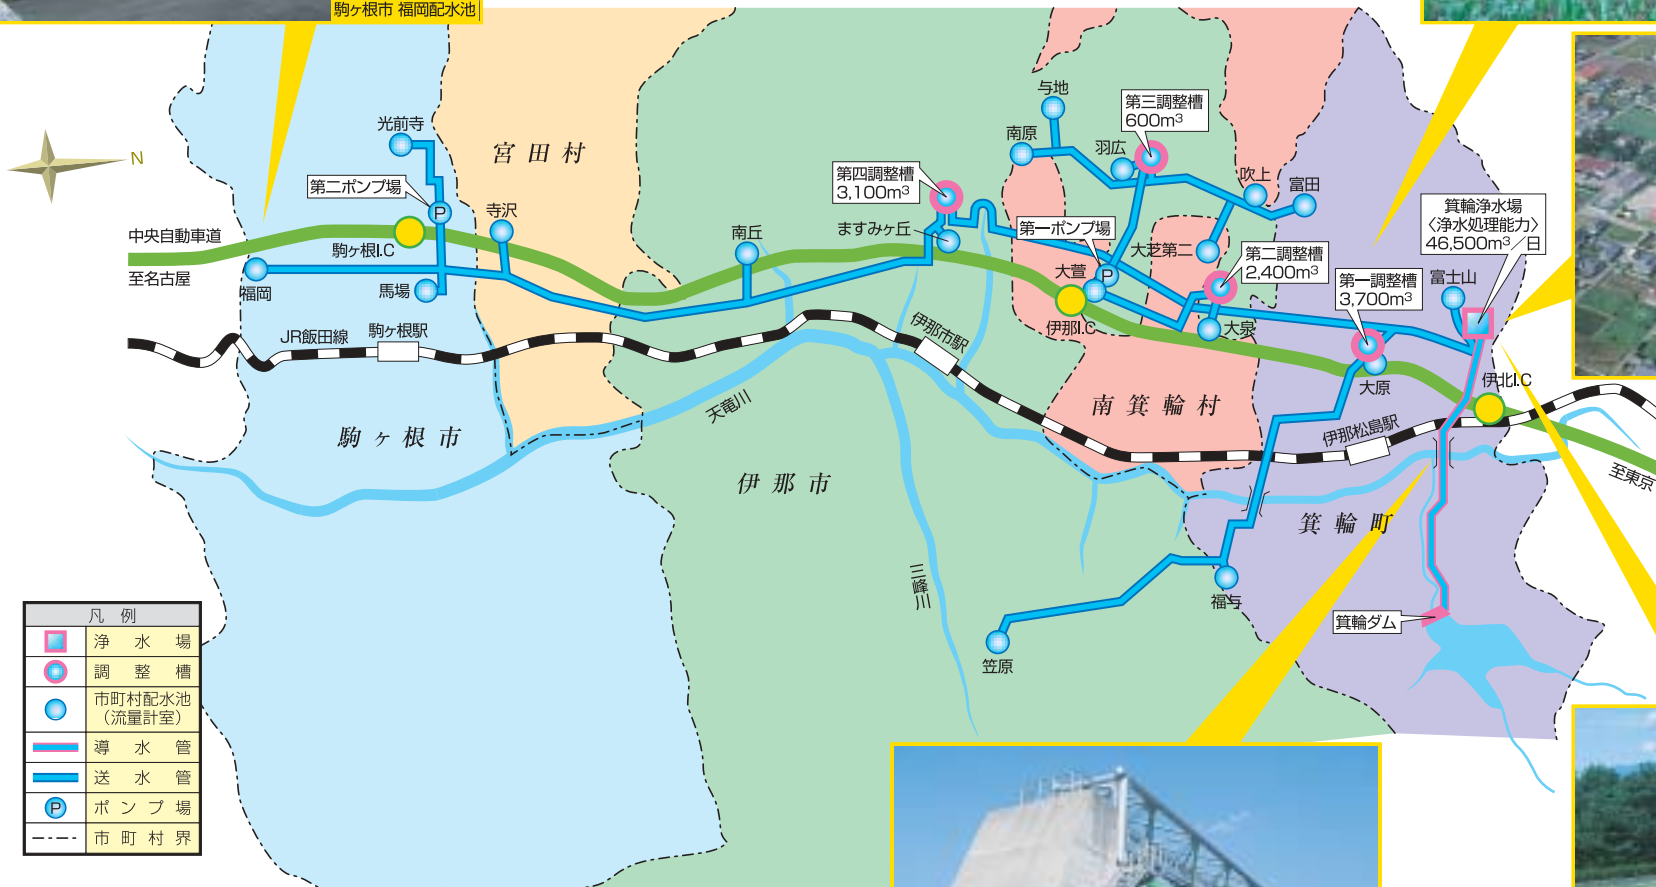 駒ヶ根市 福岡配水池
N
光前寺
第二ポンプ場
寺沢
宮田村
中央自動車道
至名古屋
駒ヶ根I.C
福岡
馬場
JR飯田線
駒ヶ根駅
駒ヶ根市
南丘
第四調整槽
3,100m³
ますみヶ丘
伊那市駅
天竜川
伊那市
三峰川
与地
南原
第三調整槽
600m³
羽広
吹上
富田
第一ポンプ場
大萱
大芝第二
第二調整槽
2,400m³
伊那I.C
大泉
南箕輪村
箕輪浄水場
〈浄水処理能力〉
46,500m³／日
富士山
第一調整槽
3,700m³
大原
伊北I.C
伊那松島駅
至東京
箕輪町
福与
笠原
箕輪ダム
凡例
浄水場
調整槽
市町村配水池
（流量計室）
導水管
送水管
P
ポンプ場
市町村界
P
P